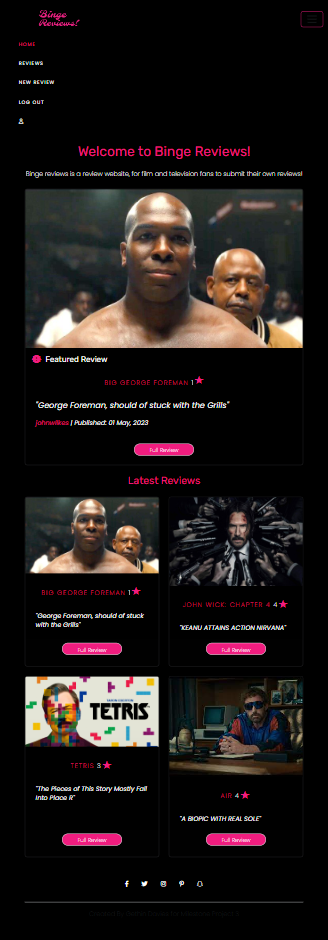 Binge
Reviews!
HOME
REVIEWS
NEW REVIEW
LOG OUT
Welcome to Binge Reviews!
Binge reviews is a review website, for film and television fans to submit their own reviews!
Featured Review
BIG GEORGE FOREMAN 1
"George Foreman, should of stuck with the Grills"
johnwfikes | Published: 01 May, 2023
Full Review
Latest Reviews
BIG GEORGE FOREMAN 1
"George Foreman, should of stuck
with the Grills"
Full Review
JOHN WICK: CHAPTER 4 4
"KEANU ATTAINS ACTION NIRVANA"
Full Review
TETRIS
TETRIS 3
"The Pieces of This Story Mostly Fall
Into Place R"
Full Review
AIR 4
"A BIOPIC WITH REAL SOLE"
Full Review